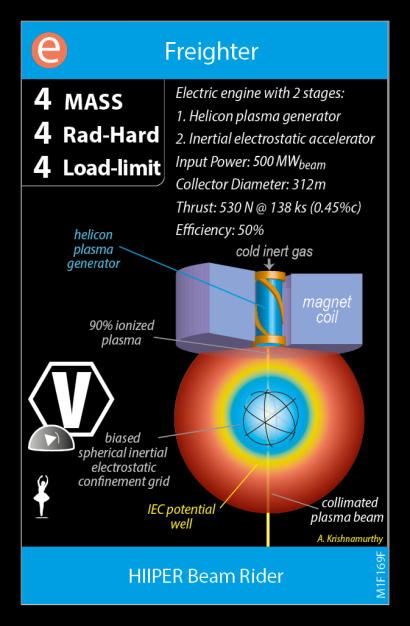 e
Freighter
4 MASS
4 Rad-Hard
4 Load-limit
Electric engine with 2 stages:
1. Helicon plasma generator
2. Inertial electrostatic accelerator
Input Power: 500 MWbeam
Collector Diameter: 312m
Thrust: 530 N @ 138 ks (0.45%c)
Efficiency: 50%
helicon
plasma
generator
cold inert gas
magnet
coil
90% ionized
plasma
V
biased
spherical inertial
electrostatic
confinement grid
IEC potential
well
collimated
plasma beam
A. Krishnamurthy
HIIPER Beam Rider
M1F169F